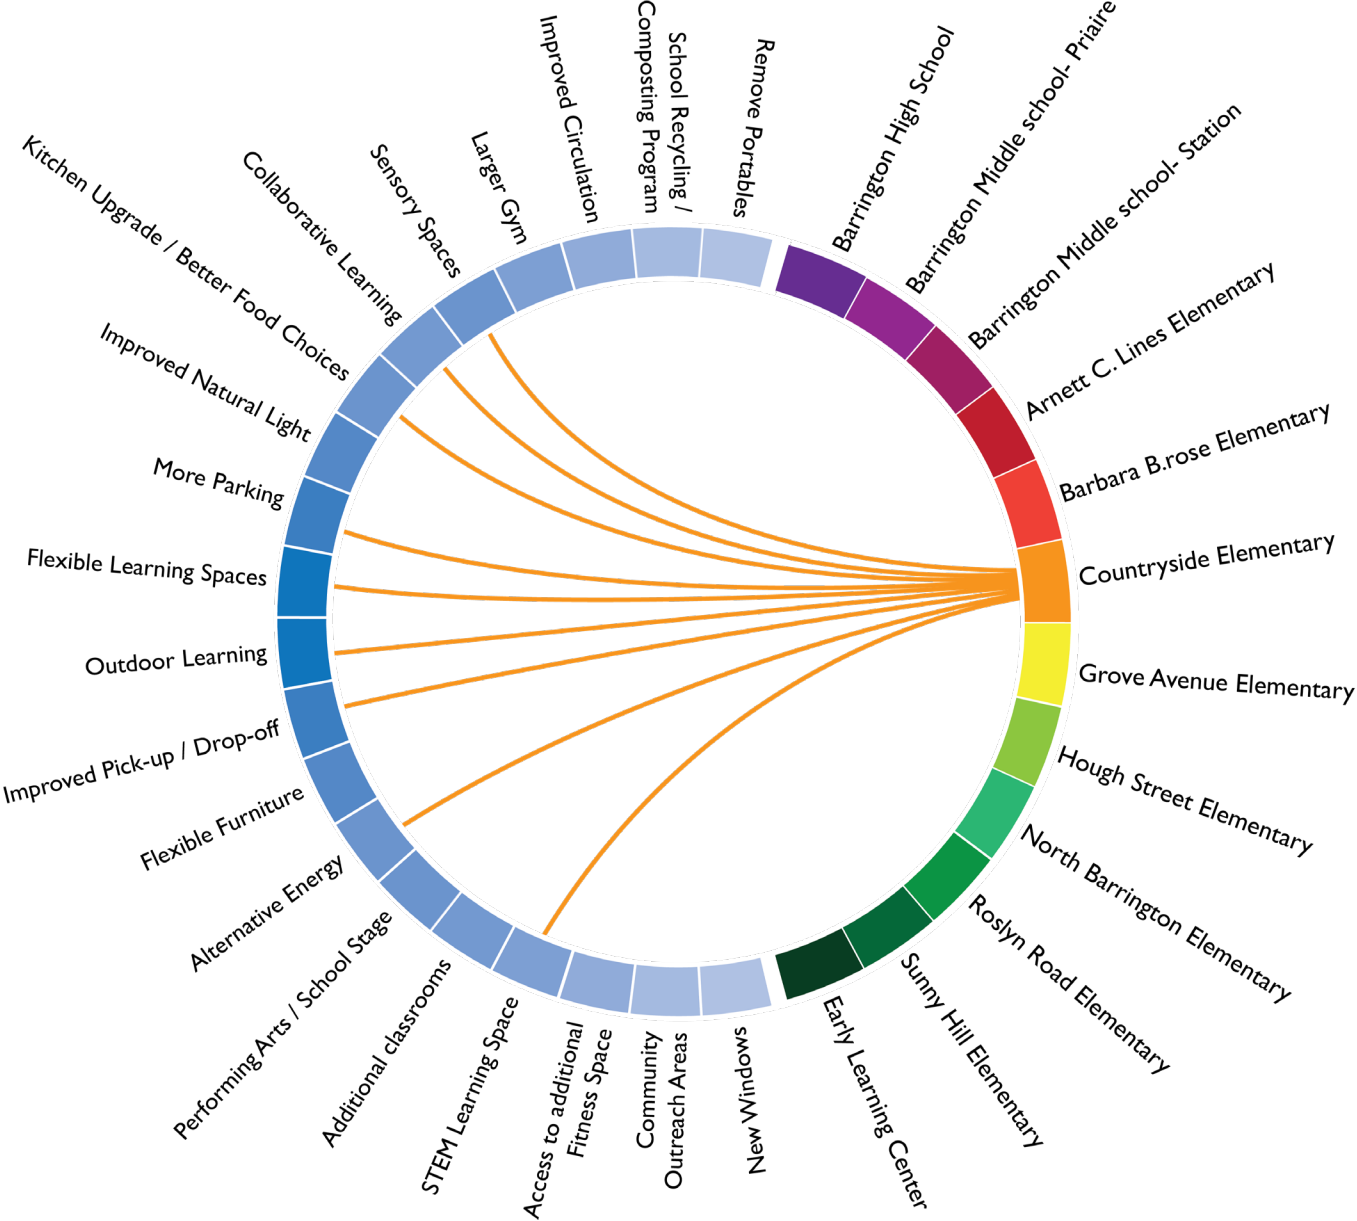 Remove Portables
School Recycling /
Composting Program
Improved Circulation
Larger Gym
Sensory Spaces
Collaborative Learning
Kitchen Upgrade / Better Food Choices
Improved Natural Light
More Parking
Flexible Learning Spaces
Outdoor Learning
Improved Pick-up / Drop-off
Flexible Furniture
Alternative Energy
Performing Arts / School Stage
Additional classrooms
STEM Learning Space
Access to additional
Fitness Space
Community
Outreach Areas
New Windows
Barrington High School
Barrington Middle school- Priaire
Barrington Middle school- Station
Arnett C. Lines Elementary
Barbara B.rose Elementary
Countryside Elementary
Grove Avenue Elementary
Hough Street Elementary
North Barrington Elementary
Roslyn Road Elementary
Sunny Hill Elementary
Early Learning Center